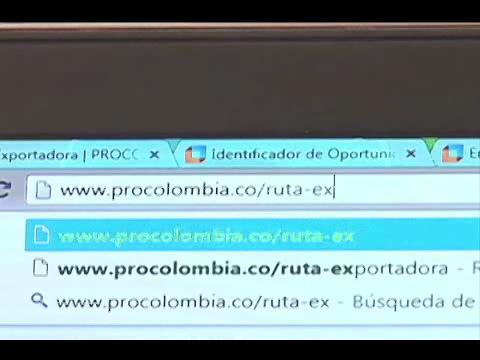 xportadora | PROCC × Identificador de Oportuni × E
www.procolombia.co/ruta-ex
www.procolombia.co/ruta-ex
www.procolombia.co/ruta-exportadora - R
www.procolombia.co/ruta-ex - Búsqueda de